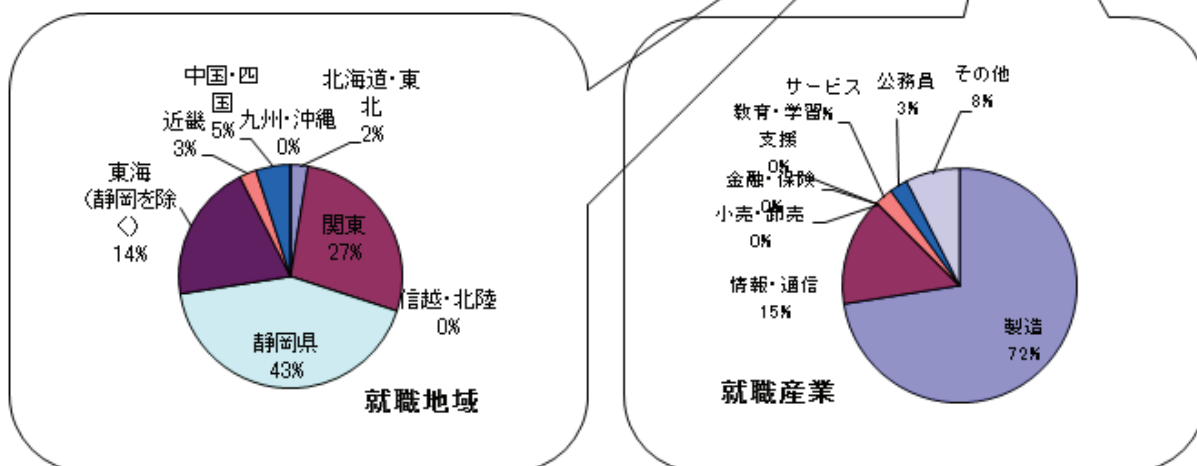 中国・四
国
5%
北海道・東
北
2%
近畿
3%
九州・沖縄
0%
東海
(静岡を除
く)
14%
関東
27%
信越・北陸
0%
静岡県
43%
就職地域
サービス
%
公務員
3%
その他
8%
教育・学習
支援
0%
金融・保険
0%
小売・卸売
0%
情報・通信
15%
製造
72%
就職産業